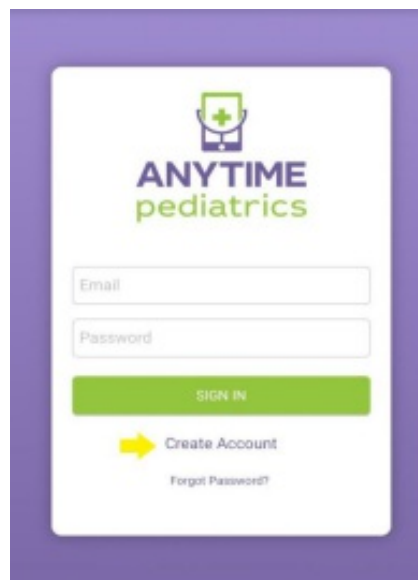 ANYTIME
pediatrics
Email
Password
SIGN IN
Create Account
Forgot Password?